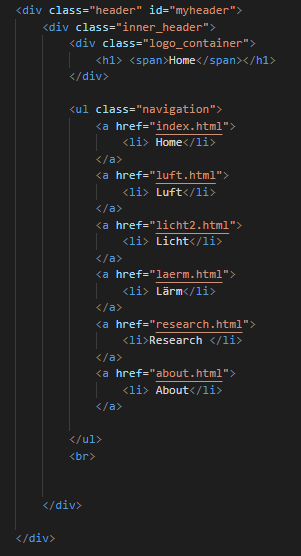 <div class="header" id="myheader">
<div class="inner_header">
<div class="logo_container">
<h1> <span>Home</span></h1>
</div>
<ul class="navigation">
<a href="index.html">
<li> Home</li>
</a>
<a href="luft.html">
<li> Luft</li>
</a>
<a href="licht2.html">
<li> Licht</li>
</a>
<a href="laerm.html">
<li> Lärm</li>
</a>
<a href="research.html">
<li>Research </li>
</a>
<a href="about.html">
<li> About</li>
</a>
</ul>
<br>
</div>
</div>